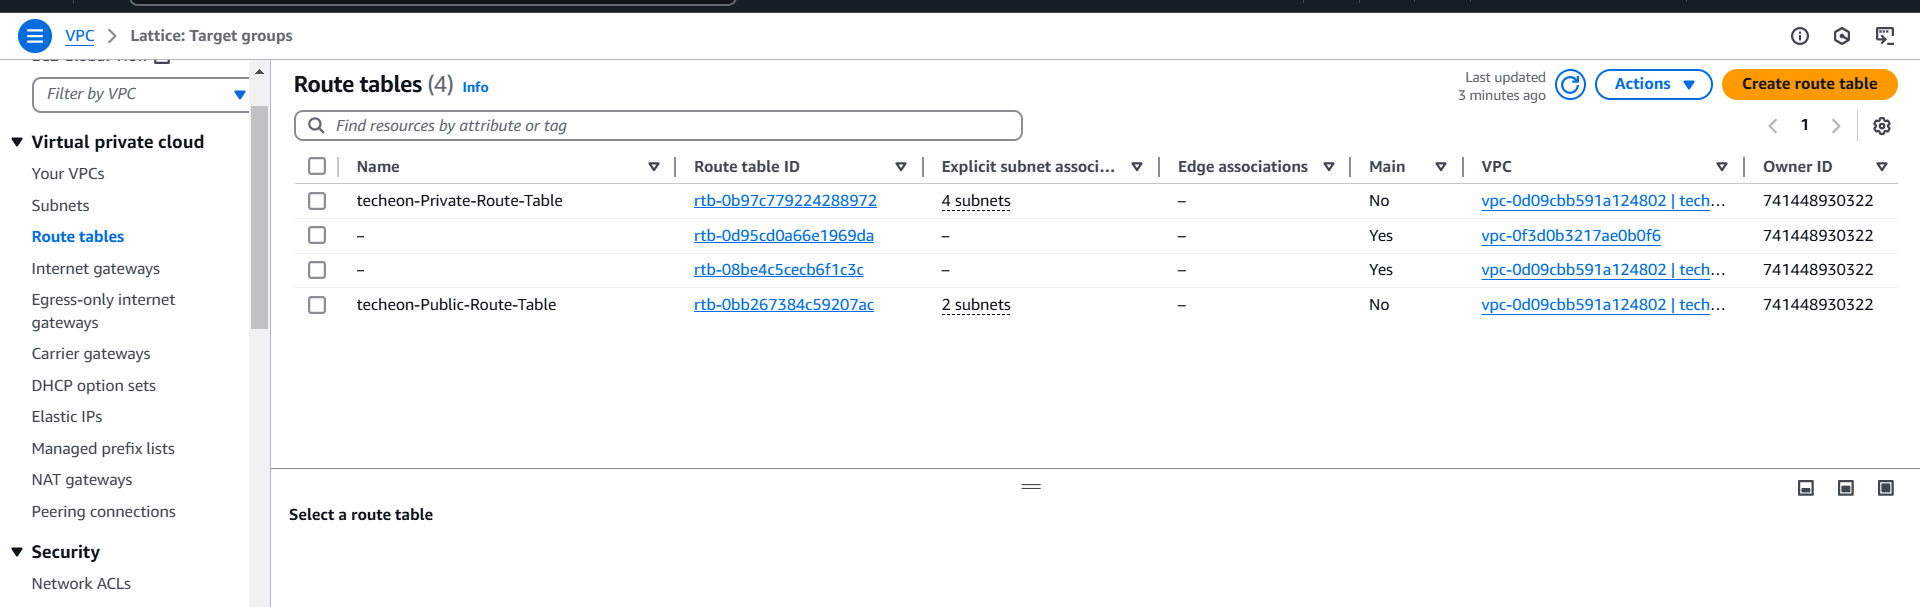 VPC > Lattice: Target groups
Filter by VPC
Virtual private cloud
Your VPCs
Subnets
Route tables
Internet gateways
Egress-only internet
gateways
Carrier gateways
DHCP option sets
Elastic IPs
Managed prefix lists
NAT gateways
Peering connections
Security
Network ACLs
Route tables (4) Info
Last updated
3 minutes ago
Actions
Create route table
Find resources by attribute or tag
1
Name Route table ID Explicit subnet associ... Edge associations Main VPC Owner ID
techeon-Private-Route-Table rtb-0b97c779224288972 4 subnets – No vpc-0d09cbb591a124802 | tech... 741448930322
– rtb-0d95cd0a66e1969da – – Yes vpc-0f3d0b3217ae0b0f6 741448930322
– rtb-08be4c5cecb6f1c3c – – Yes vpc-0d09cbb591a124802 | tech... 741448930322
techeon-Public-Route-Table rtb-0bb267384c59207ac 2 subnets – No vpc-0d09cbb591a124802 | tech... 741448930322
Select a route table